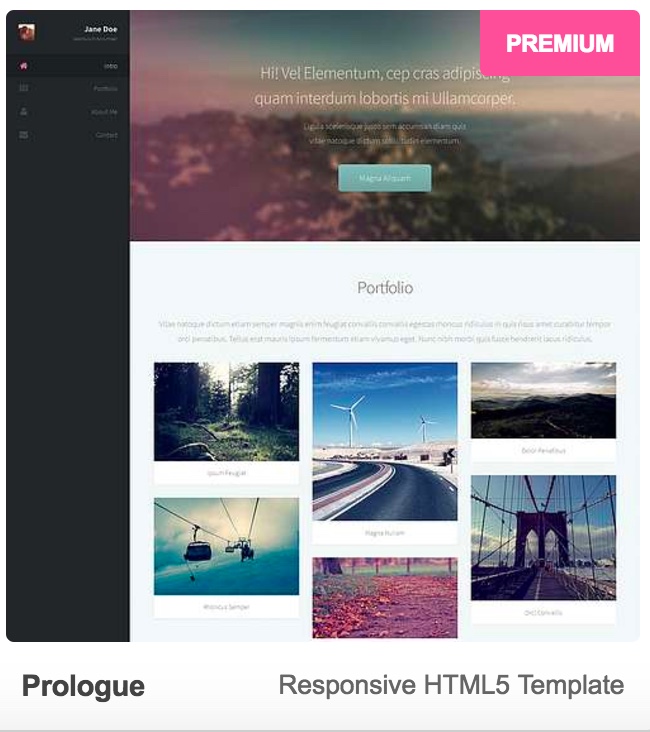 PREMIUM
Jane Doe
Intro
Portfolio
About Me
Contact
Hi! Vel Elementum, cep cras adipiscing
quam interdum lobortis mi Ullamcorper.
Ligula scelerisque justo sem accumsan diam quis
vitae natoque dictum
elementum.
Magna Aliquam
Portfolio
Vitae natoque dictum etiam semper magnis enim feugiat convallis convallis egestas rhoncus ridiculus in quis risus amet curabitur tempor
orci penatibus. Tellus erat mauris ipsum fermentum etiam vivamus eget. Nunc nibh morbi quis fusce hendrerit lacus ridiculus.
Ipsum Feugiat
Magna Nullam
Dolor Penatibus
Rhoncus Semper
Orci Convallis
Prologue
Responsive HTML5 Template